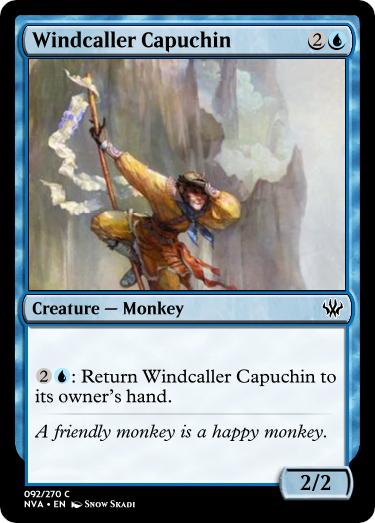 Windcaller Capuchin 2
Creature — Monkey
2 : Return Windcaller Capuchin to
its owner's hand.
A friendly monkey is a happy monkey.
2/2
092/270 C
NVA • EN Snow Skadi